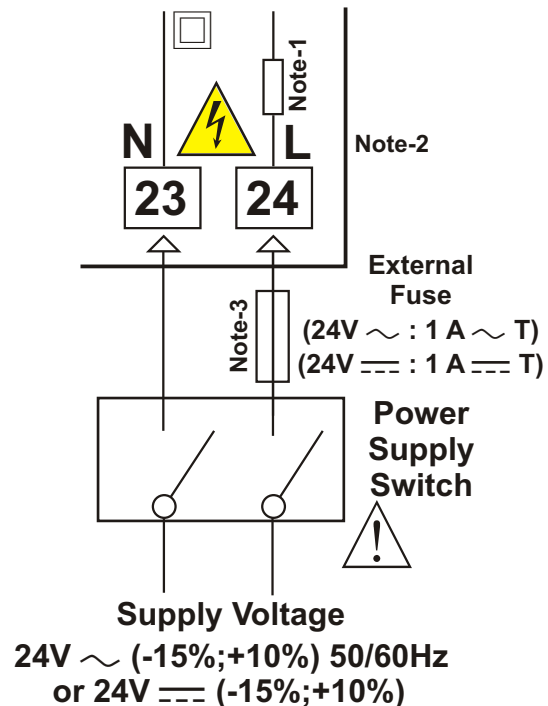 Note-1
N
L
Note-2
23
24
External
Fuse
Note-3
(24V ～ : 1 A ～ T)
(24V ⎓ : 1 A ⎓ T)
Power
Supply
Switch
!
Supply Voltage
24V ～ (-15%;+10%) 50/60Hz
or 24V ⎓ (-15%;+10%)